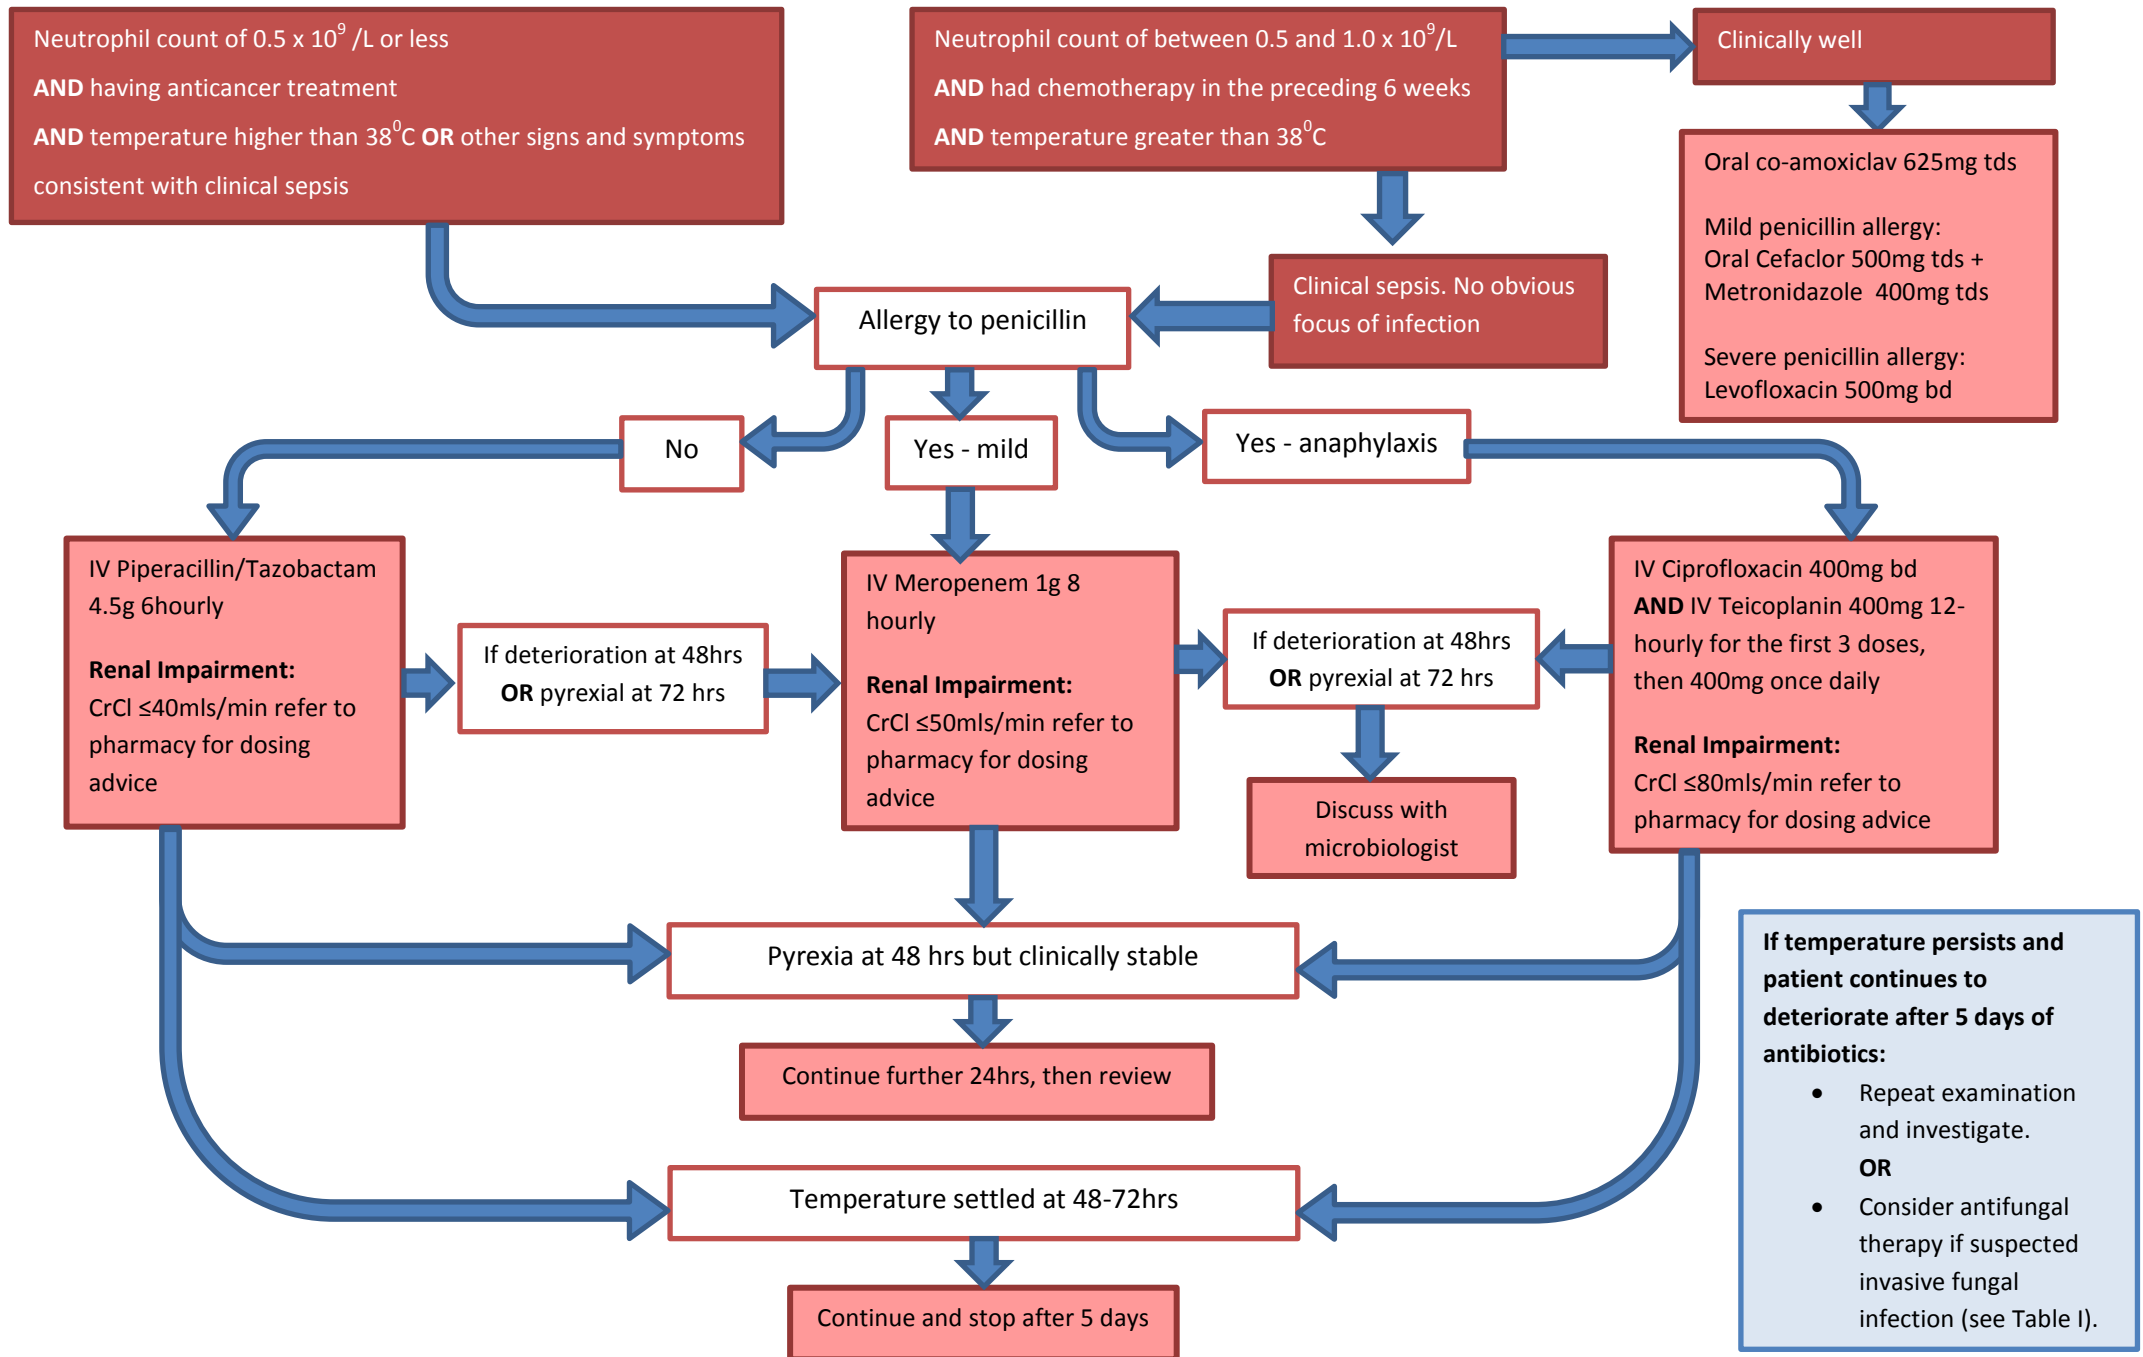 Neutrophil count of 0.5 x 10⁹ /L or less
AND having anticancer treatment
AND temperature higher than 38⁰C OR other signs and symptoms
consistent with clinical sepsis
Neutrophil count of between 0.5 and 1.0 x 10⁹/L
AND had chemotherapy in the preceding 6 weeks
AND temperature greater than 38⁰C
Clinically well
Oral co-amoxiclav 625mg tds
Mild penicillin allergy:
Oral Cefaclor 500mg tds +
Metronidazole 400mg tds
Severe penicillin allergy:
Levofloxacin 500mg bd
Clinical sepsis. No obvious
focus of infection
Allergy to penicillin
No
Yes - mild
Yes - anaphylaxis
IV Piperacillin/Tazobactam
4.5g 6hourly
Renal Impairment:
CrCl ≤40mls/min refer to
pharmacy for dosing
advice
If deterioration at 48hrs
OR pyrexial at 72 hrs
IV Meropenem 1g 8
hourly
Renal Impairment:
CrCl ≤50mls/min refer to
pharmacy for dosing
advice
If deterioration at 48hrs
OR pyrexial at 72 hrs
Discuss with
microbiologist
IV Ciprofloxacin 400mg bd
AND IV Teicoplanin 400mg 12-
hourly for the first 3 doses,
then 400mg once daily
Renal Impairment:
CrCl ≤80mls/min refer to
pharmacy for dosing advice
Pyrexia at 48 hrs but clinically stable
Continue further 24hrs, then review
Temperature settled at 48-72hrs
Continue and stop after 5 days
If temperature persists and
patient continues to
deteriorate after 5 days of
antibiotics:
• Repeat examination
and investigate.
OR
• Consider antifungal
therapy if suspected
invasive fungal
infection (see Table I).